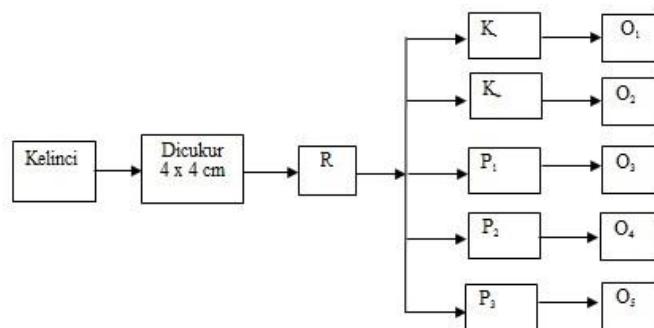 Kelinci
Dicukur
4 x 4 cm
R
K
O₁
K
O₂
P₁
O₃
P₂
O₄
P₃
O₅